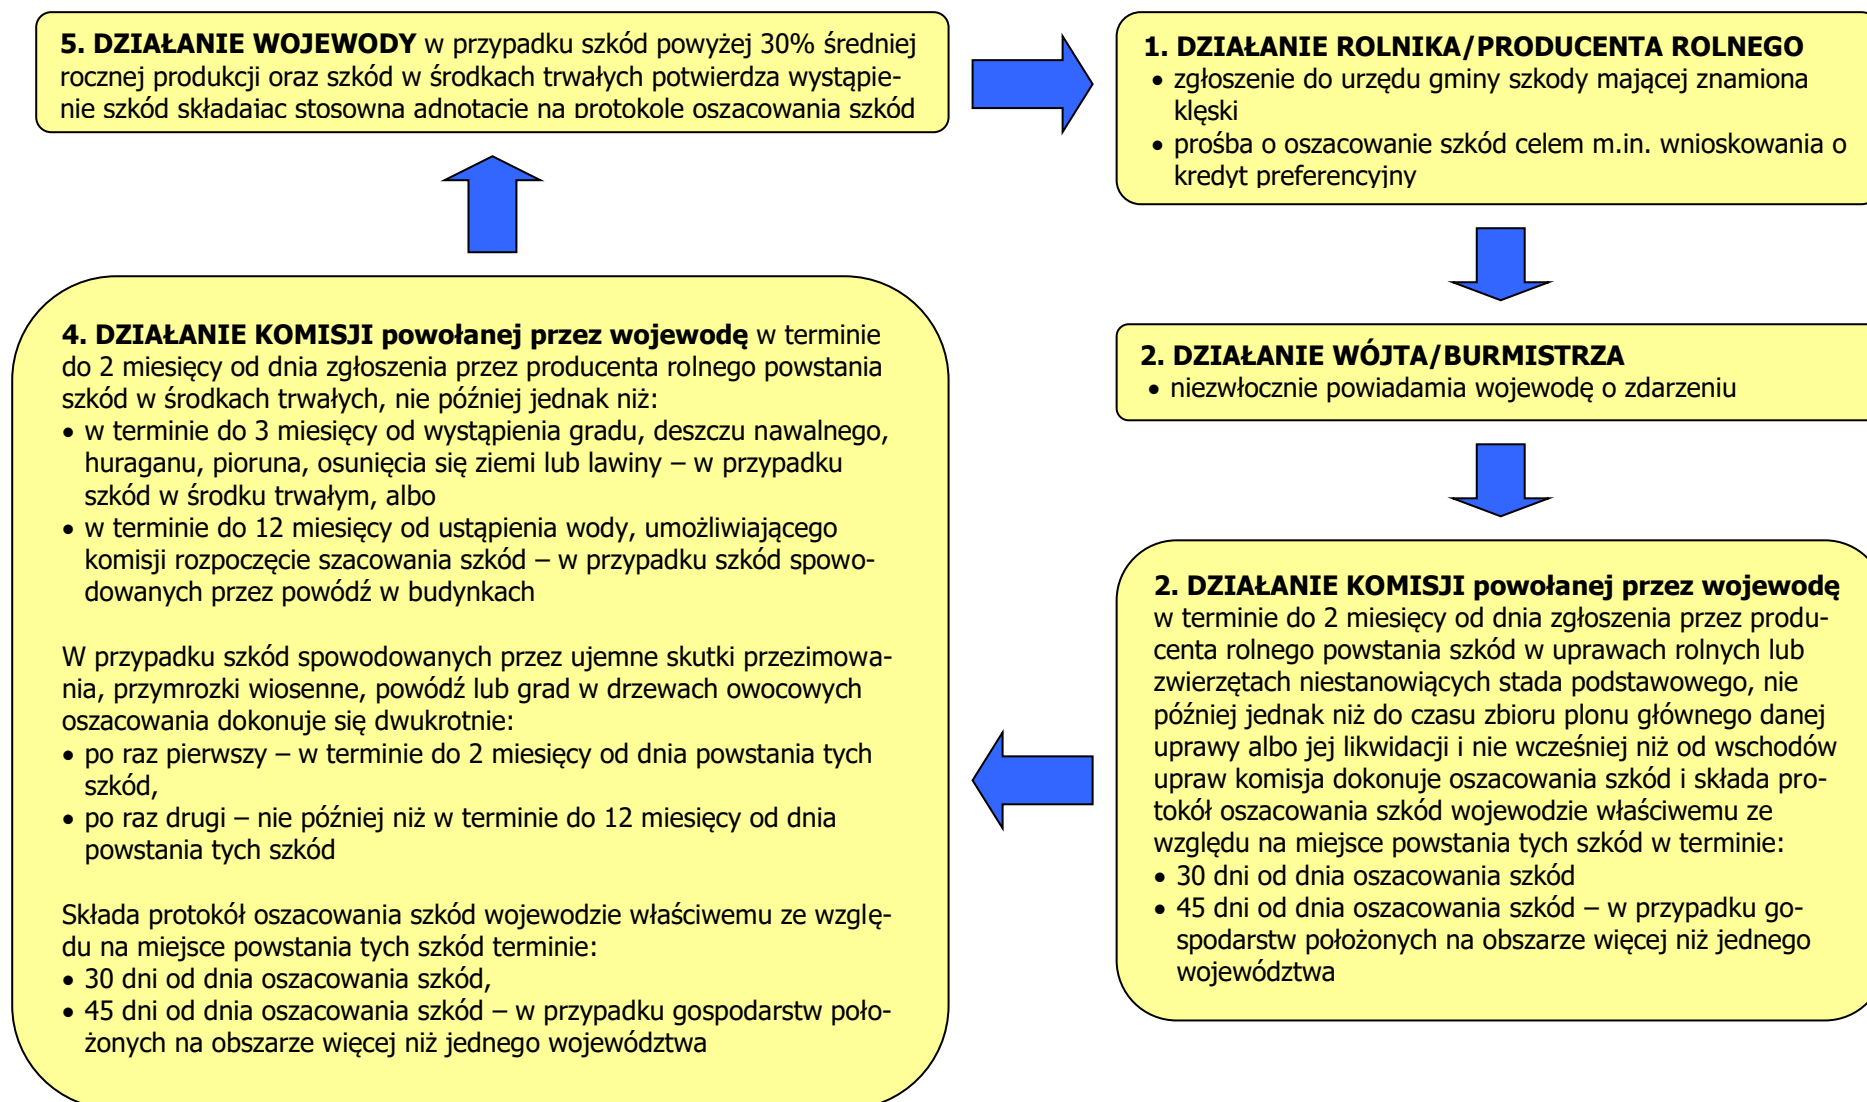 5. DZIAŁANIE WOJEWODY w przypadku szkód powyżej 30% średniej
rocznej produkcji oraz szkód w środkach trwałych potwierdza wystąpie-
nie szkód składając stosowną adnotację na protokole oszacowania szkód
1. DZIAŁANIE ROLNIKA/PRODUCENTA ROLNEGO
• zgłoszenie do urzędu gminy szkody mającej znamiona
klęski
• prośba o oszacowanie szkód celem m.in. wnioskowania o
kredyt preferencyjny
2. DZIAŁANIE WÓJTA/BURMISTRZA
• niezwłocznie powiadamia wojewodę o zdarzeniu
2. DZIAŁANIE KOMISJI powołanej przez wojewodę
w terminie do 2 miesięcy od dnia zgłoszenia przez produ-
centa rolnego powstania szkód w uprawach rolnych lub
zwierzętach niestanowiących stada podstawowego, nie
później jednak niż do czasu zbioru plonu głównego danej
uprawy albo jej likwidacji i nie wcześniej niż od wschodów
upraw komisja dokonuje oszacowania szkód i składa pro-
tokół oszacowania szkód wojewodzie właściwemu ze
względu na miejsce powstania tych szkód w terminie:
• 30 dni od dnia oszacowania szkód
• 45 dni od dnia oszacowania szkód – w przypadku go-
spodarstw położonych na obszarze więcej niż jednego
województwa
4. DZIAŁANIE KOMISJI powołanej przez wojewodę w terminie
do 2 miesięcy od dnia zgłoszenia przez producenta rolnego powstania
szkód w środkach trwałych, nie później jednak niż:
• w terminie do 3 miesięcy od wystąpienia gradu, deszczu nawalnego,
huraganu, pioruna, osunięcia się ziemi lub lawiny – w przypadku
szkód w środku trwałym, albo
• w terminie do 12 miesięcy od ustąpienia wody, umożliwiającego
komisji rozpoczęcie szacowania szkód – w przypadku szkód spowo-
dowanych przez powódź w budynkach
W przypadku szkód spowodowanych przez ujemne skutki przezimowa-
nia, przymrozki wiosenne, powódź lub grad w drzewach owocowych
oszacowania dokonuje się dwukrotnie:
• po raz pierwszy – w terminie do 2 miesięcy od dnia powstania tych
szkód,
• po raz drugi – nie później niż w terminie do 12 miesięcy od dnia
powstania tych szkód
Składa protokół oszacowania szkód wojewodzie właściwemu ze wzglę-
du na miejsce powstania tych szkód terminie:
• 30 dni od dnia oszacowania szkód,
• 45 dni od dnia oszacowania szkód – w przypadku gospodarstw poło-
żonych na obszarze więcej niż jednego województwa